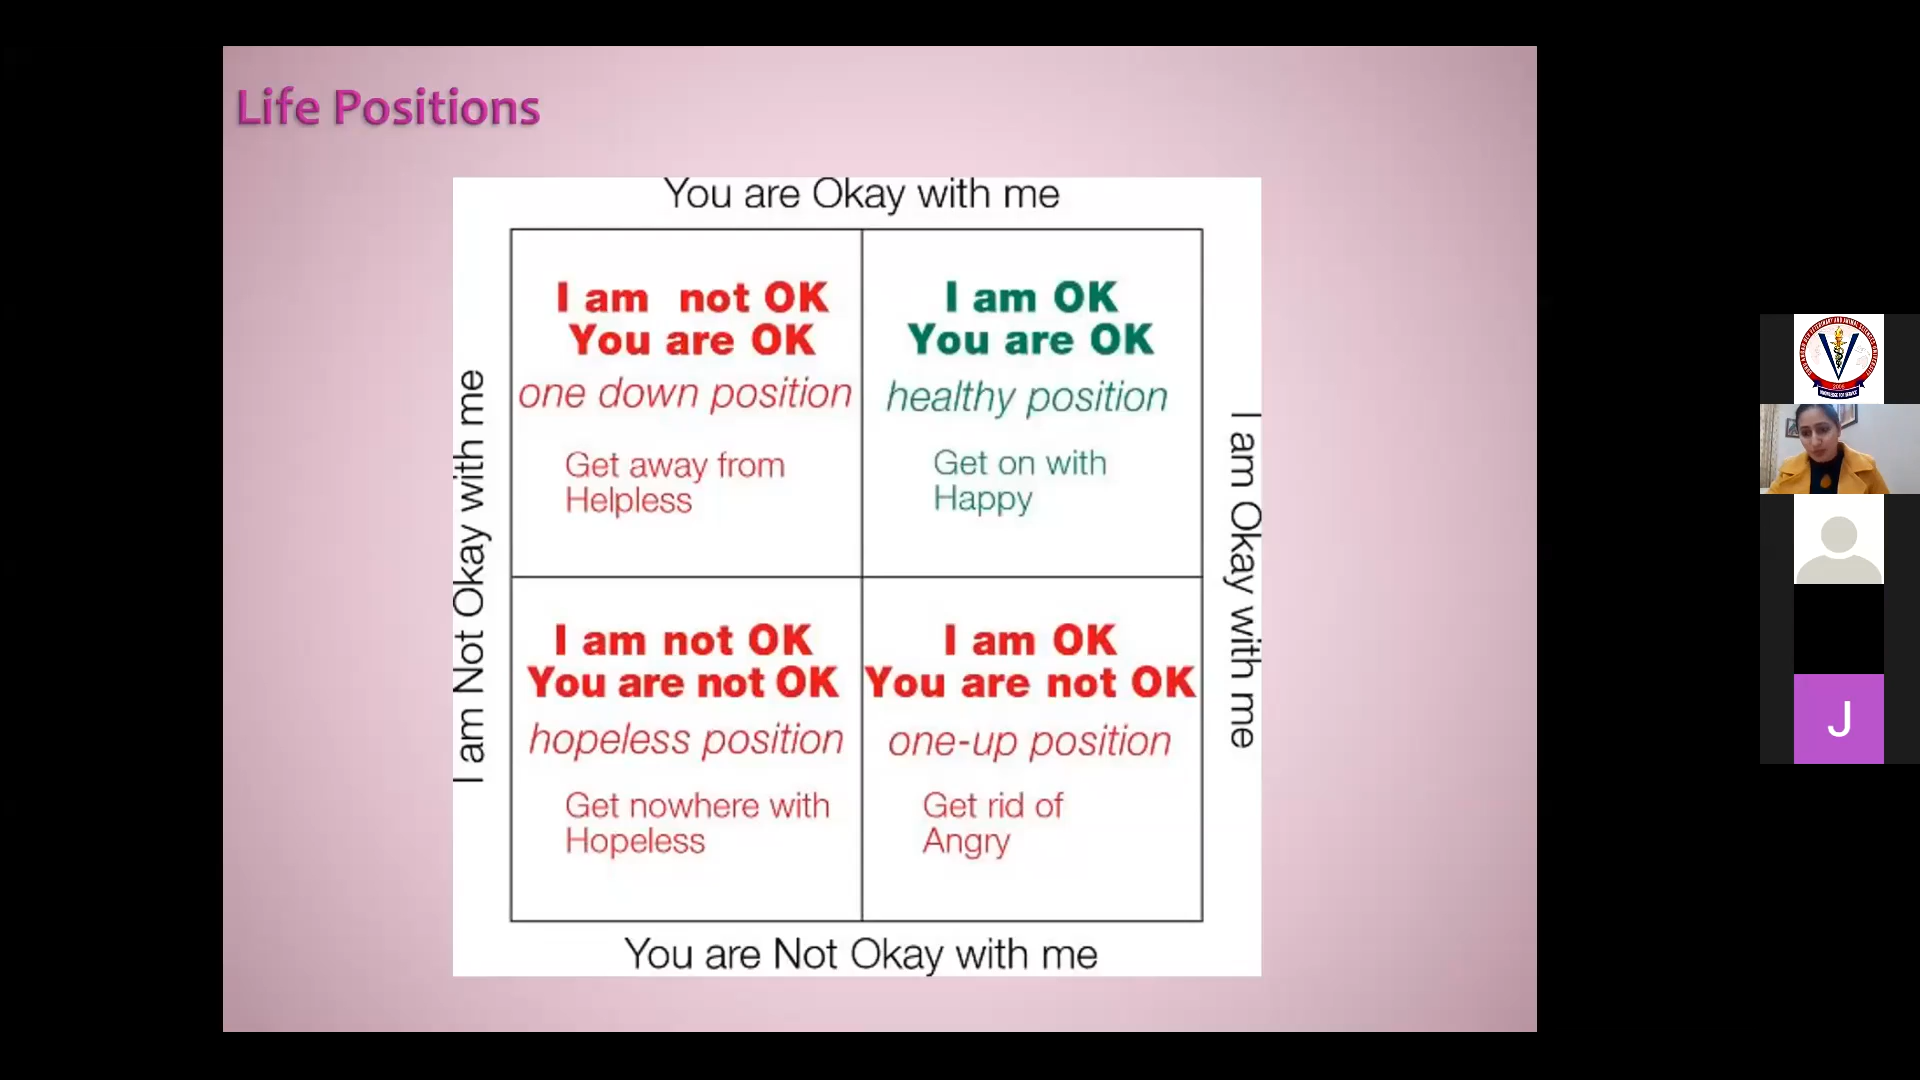 Life Positions
You are Okay with me
I am not OK
You are OK
one down position
Get away from
Helpless
I am OK
You are OK
healthy position
Get on with
Happy
I am Not Okay with me
I am Okay with me
I am not OK
You are not OK
hopeless position
Get nowhere with
Hopeless
I am OK
You are not OK
one-up position
Get rid of
Angry
You are Not Okay with me
J